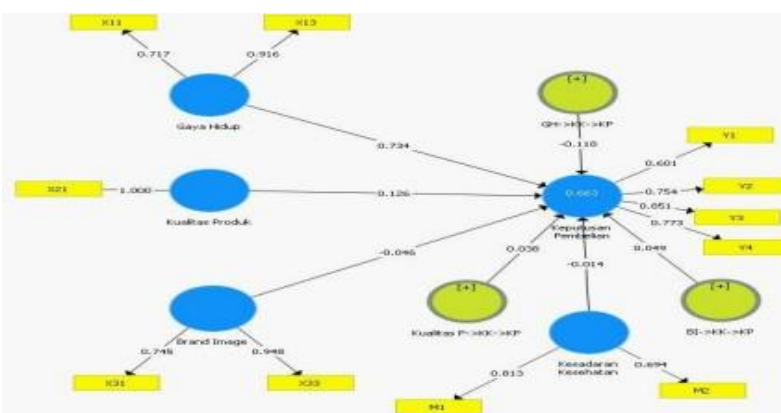 X11
X13
0.717
0.916
Gaya Hidup
[+]
GH->KK->KP
0.734
-0.118
Y1
0.601
X21
1.000
0.126
0.663
0.754
Y2
Kualitas Produk
0.851
Y3
Keputusan
Pembelian
0.773
Y4
-0.046
0.038
0.049
-0.014
[+]
[+]
Brand Image
Kualitas P->KK->KP
BI->KK->KP
0.948
Kesadaran
Kesehatan
X31
X33
0.813
0.694
M1
M2